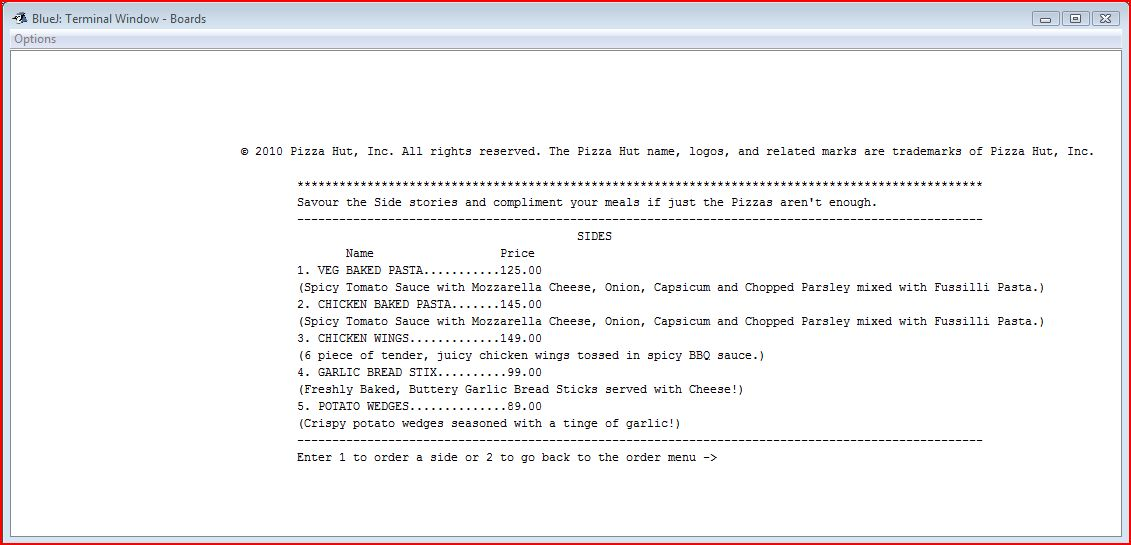 BlueJ: Terminal Window - Boards
Options
© 2010 Pizza Hut, Inc. All rights reserved. The Pizza Hut name, logos, and related marks are trademarks of Pizza Hut, Inc.
**************************************************************************************************
Savour the Side stories and compliment your meals if just the Pizzas aren't enough.
--------------------------------------------------------------------------------------------------
SIDES
Name Price
1. VEG BAKED PASTA...........125.00
(Spicy Tomato Sauce with Mozzarella Cheese, Onion, Capsicum and Chopped Parsley mixed with Fussilli Pasta.)
2. CHICKEN BAKED PASTA.......145.00
(Spicy Tomato Sauce with Mozzarella Cheese, Onion, Capsicum and Chopped Parsley mixed with Fussilli Pasta.)
3. CHICKEN WINGS.............149.00
(6 piece of tender, juicy chicken wings tossed in spicy BBQ sauce.)
4. GARLIC BREAD STIX..........99.00
(Freshly Baked, Buttery Garlic Bread Sticks served with Cheese!)
5. POTATO WEDGES..............89.00
(Crispy potato wedges seasoned with a tinge of garlic!)
--------------------------------------------------------------------------------------------------
Enter 1 to order a side or 2 to go back to the order menu ->